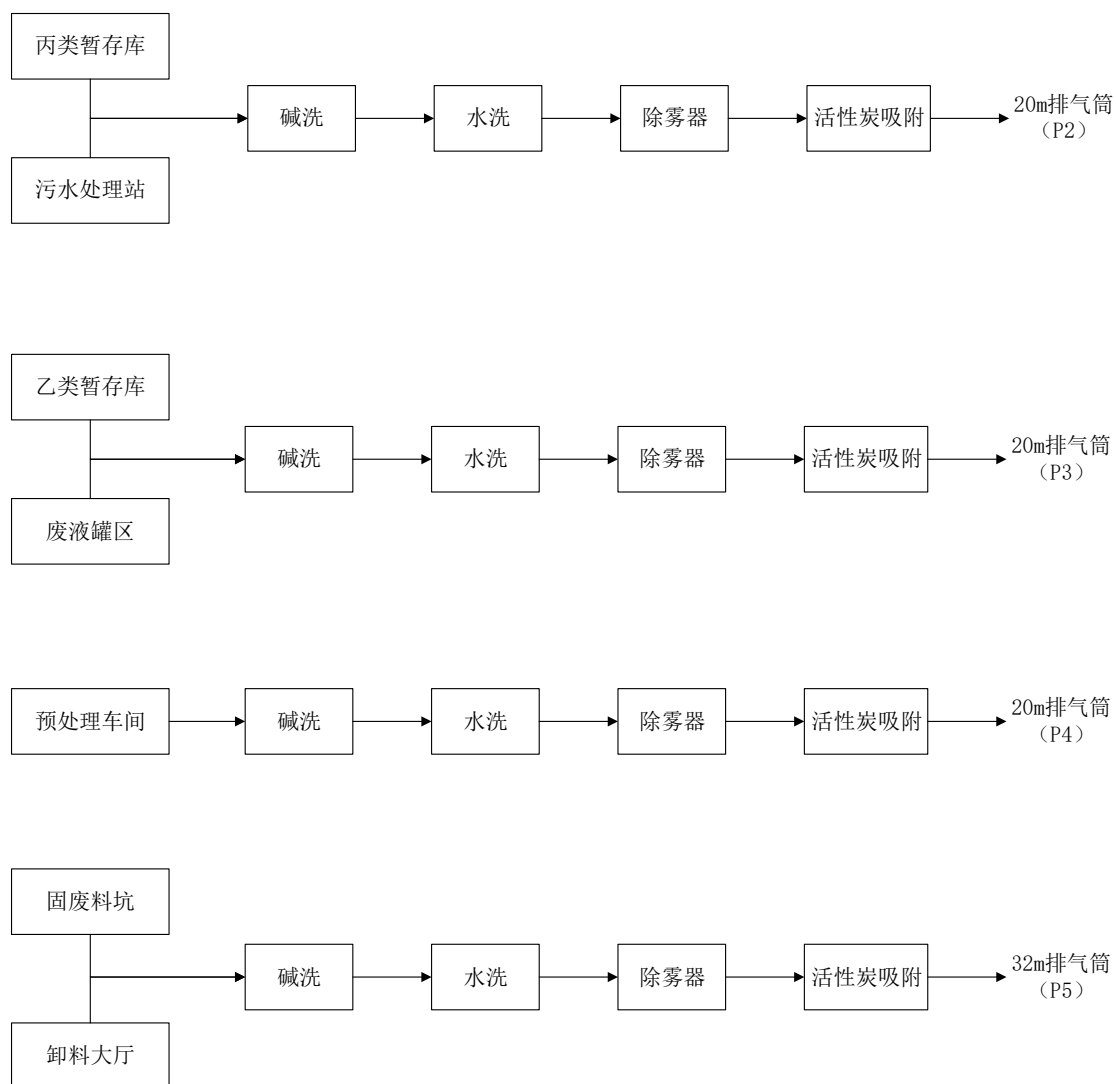 丙类暂存库
碱洗
水洗
除雾器
活性炭吸附
20m排气筒
（P2）
污水处理站
乙类暂存库
碱洗
水洗
除雾器
活性炭吸附
20m排气筒
（P3）
废液罐区
预处理车间
碱洗
水洗
除雾器
活性炭吸附
20m排气筒
（P4）
固废料坑
碱洗
水洗
除雾器
活性炭吸附
32m排气筒
（P5）
卸料大厅